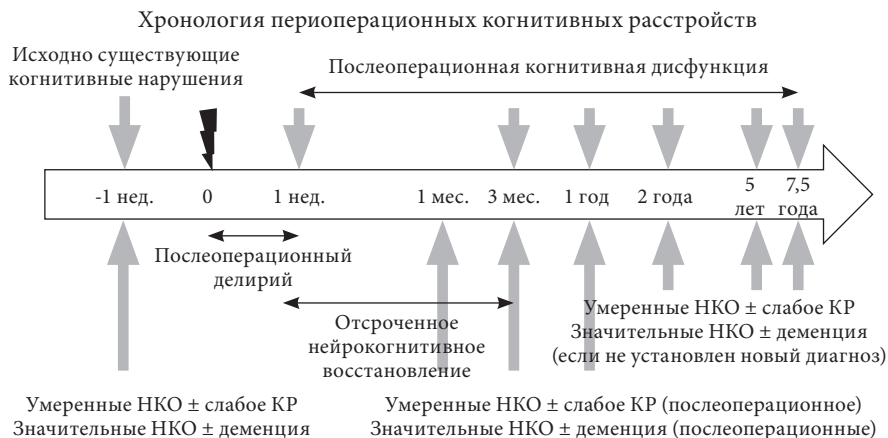 Хронология периоперационных когнитивных расстройств
Исходно существующие
когнитивные нарушения
Послеоперационная когнитивная дисфункция
-1 нед.
0
1 нед.
1 мес.
3 мес.
1 год
2 года
5
лет
7,5
года
Послеоперационный
делирий
Отсроченное
нейрокогнитивное
восстановление
Умеренные НКО ± слабое КР
Значительные НКО ± деменция
(если не установлен новый диагноз)
Умеренные НКО ± слабое КР
Значительные НКО ± деменция
Умеренные НКО ± слабое КР (послеоперационное)
Значительные НКО ± деменция (послеоперационные)